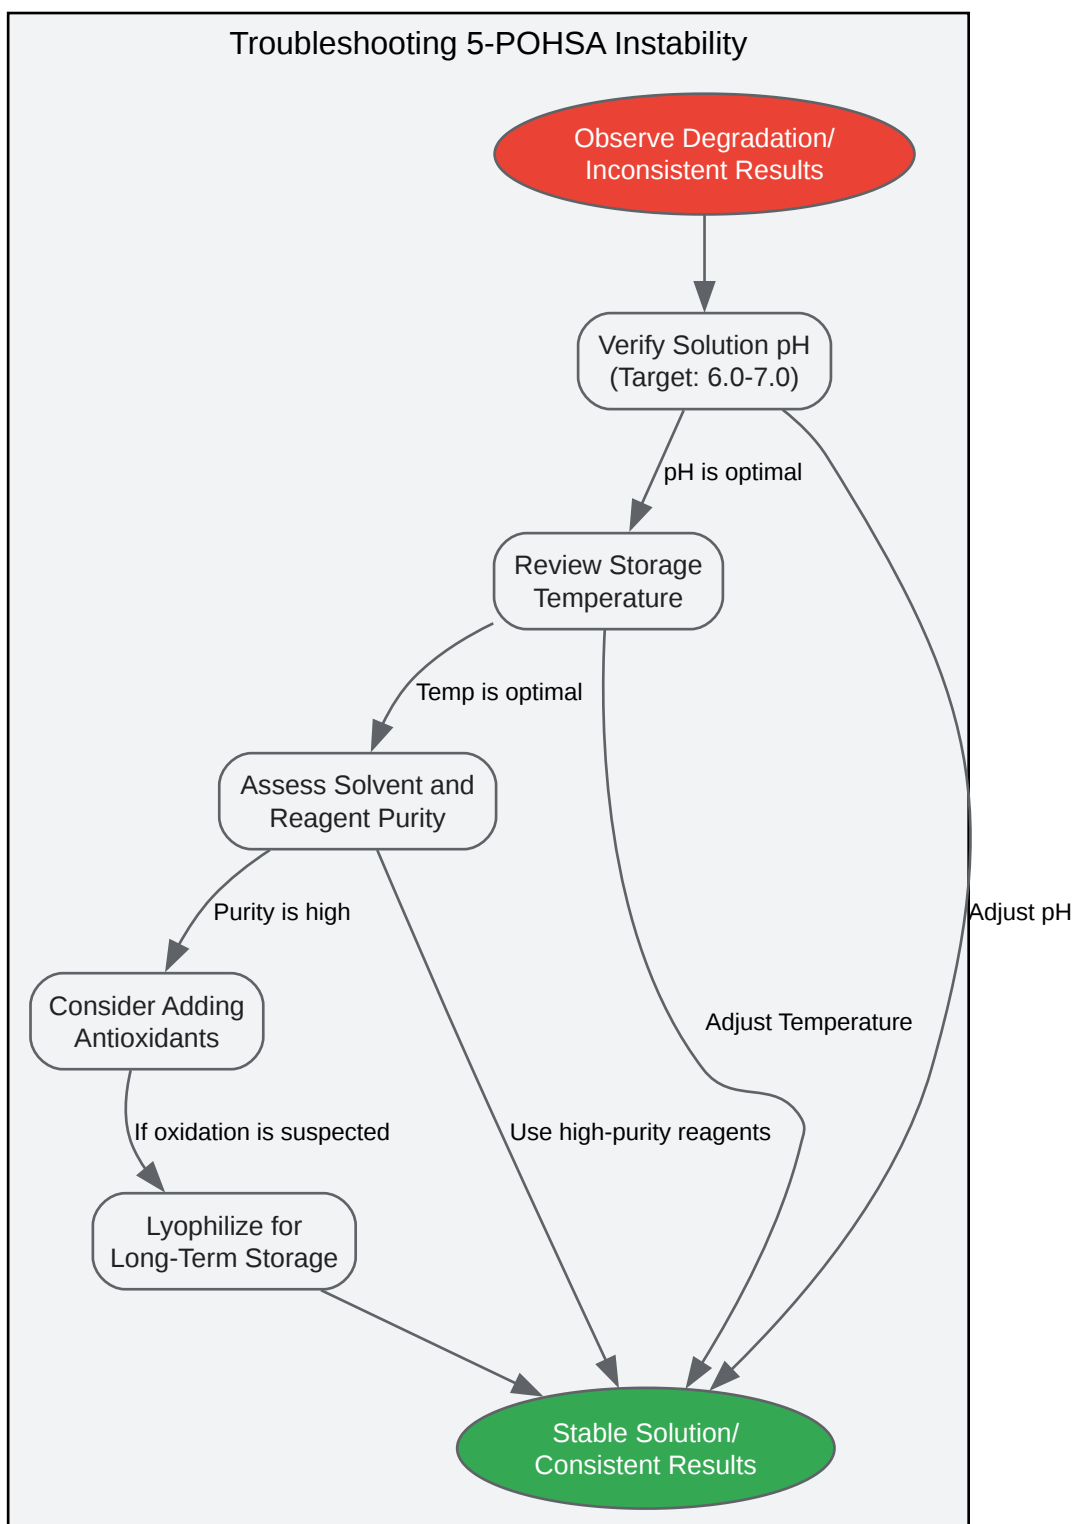 Troubleshooting 5-POHSA Instability
Observe Degradation/
Inconsistent Results
Verify Solution pH
(Target: 6.0-7.0)
pH is optimal
Review Storage
Temperature
Temp is optimal
Assess Solvent and
Reagent Purity
Purity is high
Adjust pH
Consider Adding
Antioxidants
Adjust Temperature
If oxidation is suspected
Use high-purity reagents
Lyophilize for
Long-Term Storage
Stable Solution/
Consistent Results